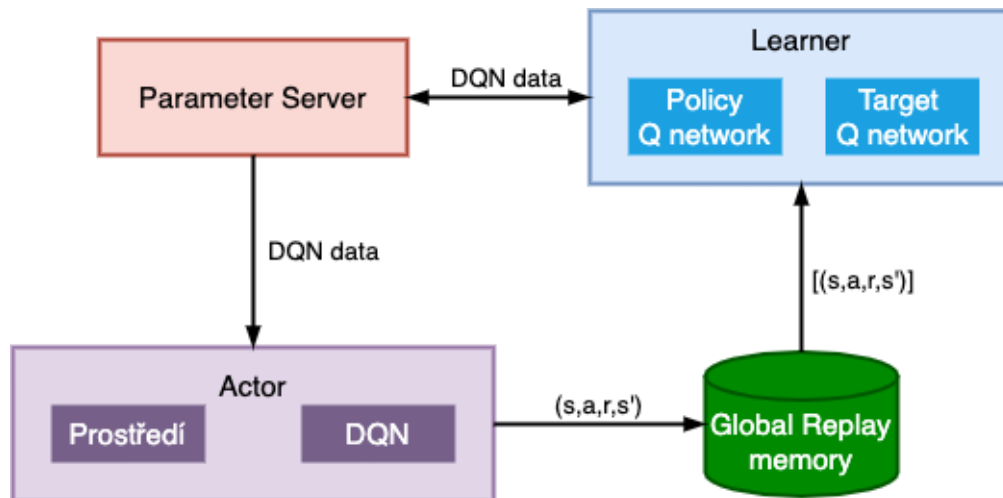 Parameter Server
DQN data
Learner
Policy
Q network
Target
Q network
DQN data
[(s,a,r,s')]
Actor
Prostředí
DQN
(s,a,r,s')
Global Replay
memory